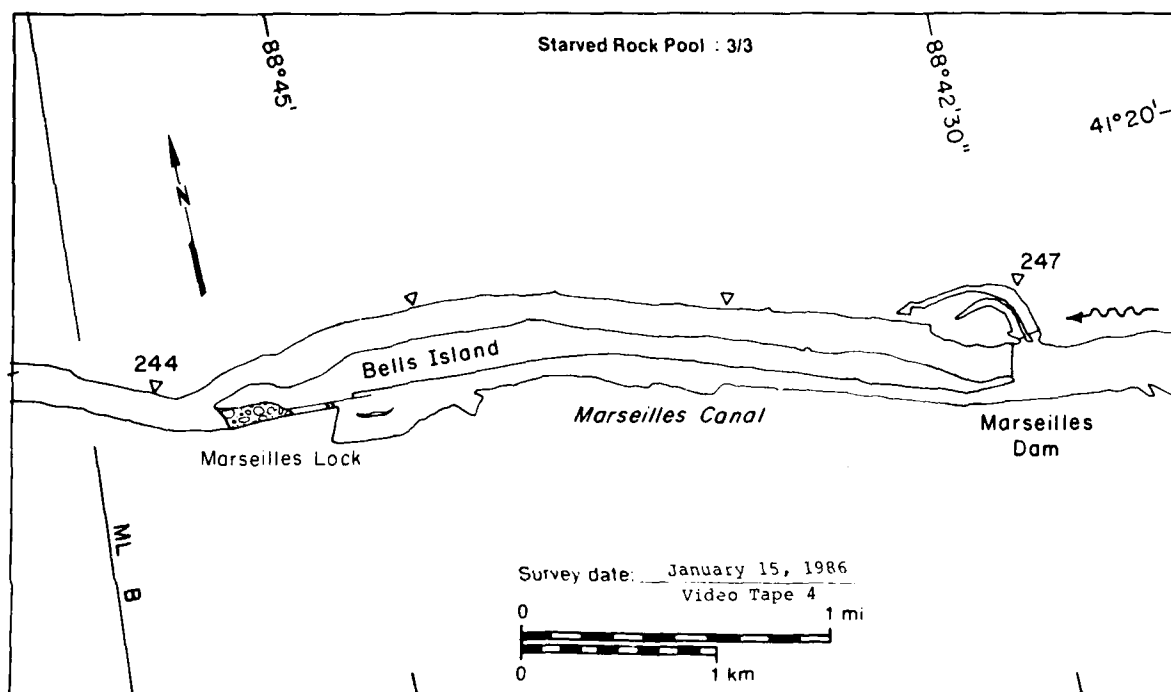 Starved Rock Pool : 3/3
88°45'
88°42'30"
41°20'
N
247
244
Bells Island
Marseilles Canal
Marseilles Lock
Marseilles
Dam
ML B
Survey date: January 15, 1986
Video Tape 4
0 1 mi
0 1 km